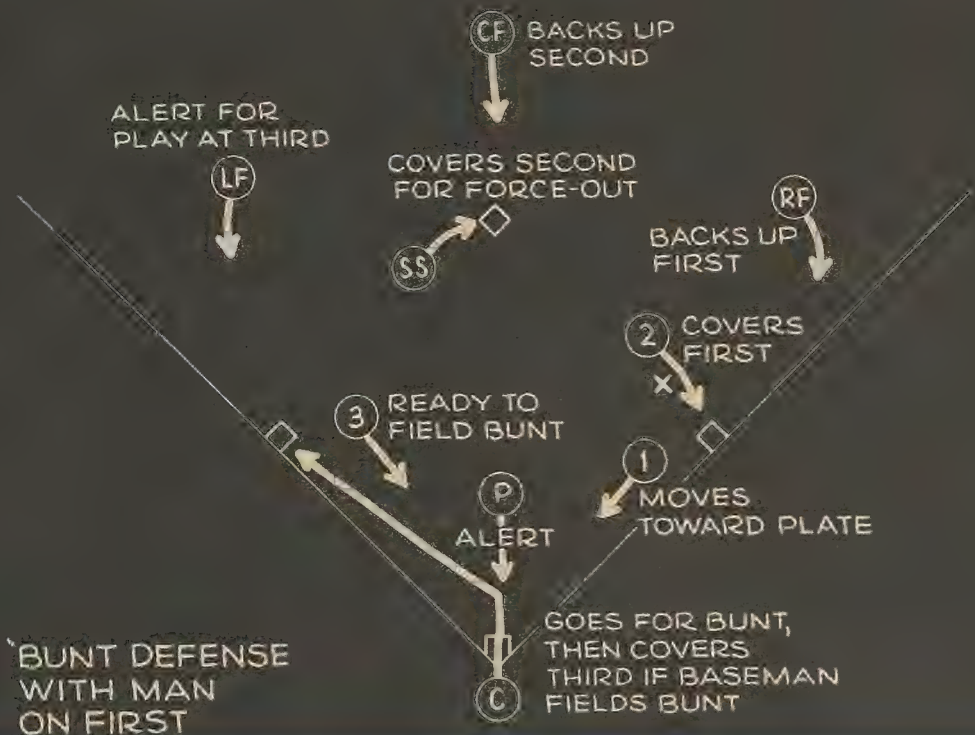 CF
BACKS UP
SECOND
ALERT FOR
PLAY AT THIRD
LF
COVERS SECOND
FOR FORCE-OUT
SS
RF
BACKS UP
FIRST
2
COVERS
FIRST
X
3
READY TO
FIELD BUNT
1
MOVES
TOWARD PLATE
P
ALERT
C
GOES FOR BUNT,
THEN COVERS
THIRD IF BASEMAN
FIELDS BUNT
BUNT DEFENSE
WITH MAN
ON FIRST